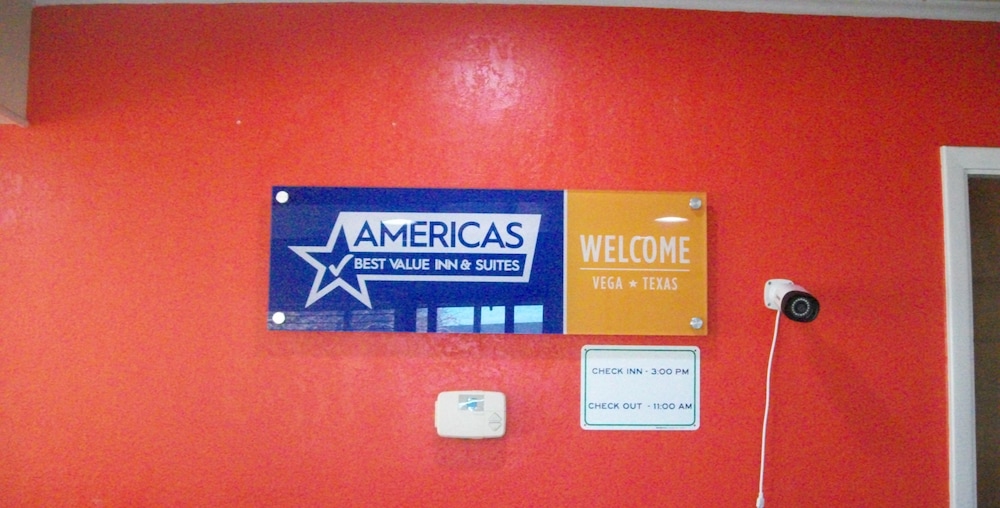 AMERICAS
BEST VALUE INN & SUITES
WELCOME
VEGA ★ TEXAS
CHECK INN - 3:00 PM
CHECK OUT - 11:00 AM